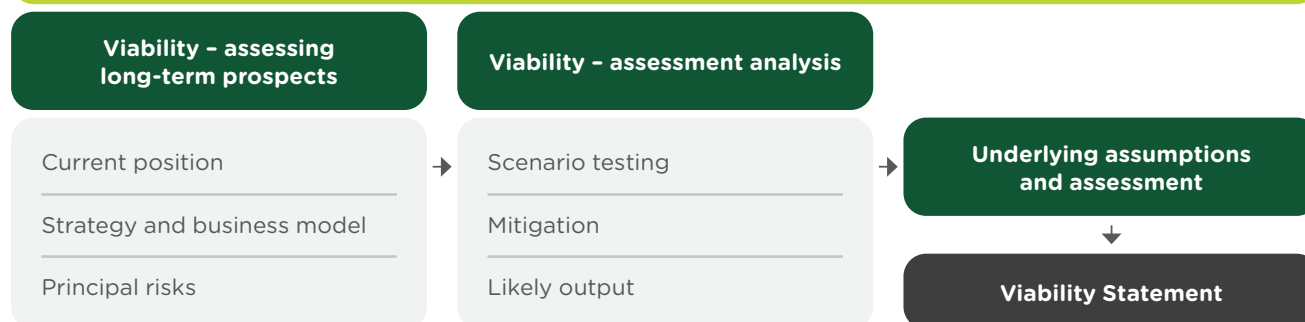 Viability – assessing
long-term prospects
Current position
Strategy and business model
Principal risks
Viability – assessment analysis
Scenario testing
Mitigation
Likely output
Underlying assumptions
and assessment
Viability Statement